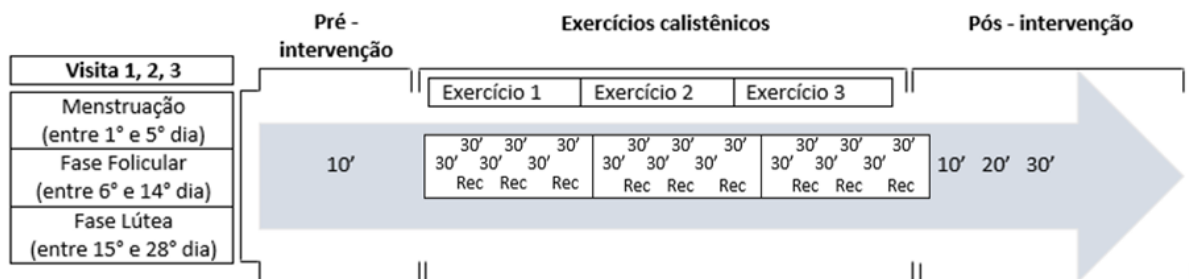 Pré -
intervenção
Exercícios calistênicos
Pós - intervenção
Visita 1, 2, 3
Menstruação
(entre 1° e 5° dia)
Fase Folicular
(entre 6° e 14° dia)
Fase Lútea
(entre 15° e 28° dia)
10’
Exercício 1
Exercício 2
Exercício 3
30’ 30’ 30’
30’ 30’ 30’
Rec Rec Rec
30’ 30’ 30’
30’ 30’ 30’
Rec Rec Rec
30’ 30’ 30’
30’ 30’ 30’
Rec Rec Rec
10’ 20’ 30’